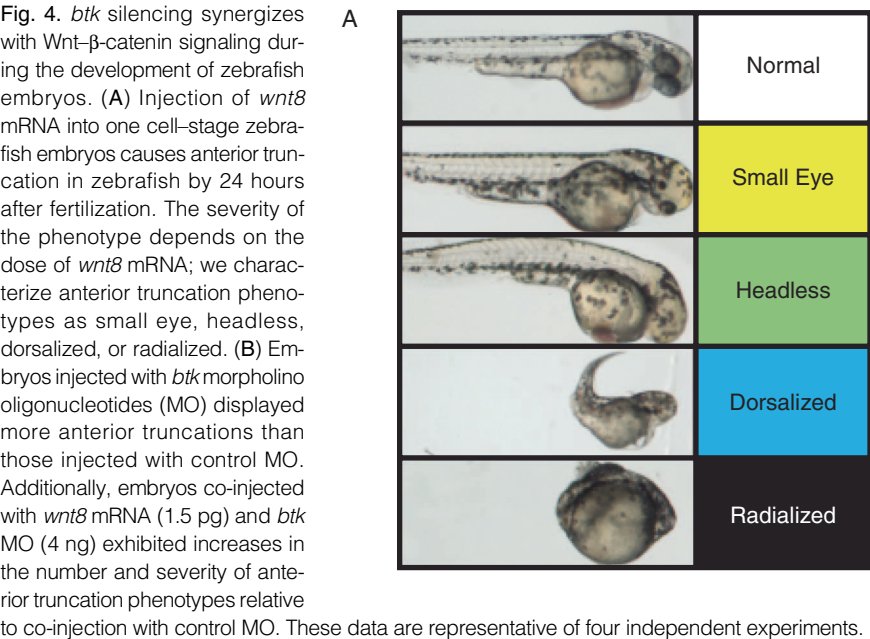 Fig. 4. btk silencing synergizes
with Wnt–β-catenin signaling dur-
ing the development of zebrafish
embryos. (A) Injection of wnt8
mRNA into one cell–stage zebra-
fish embryos causes anterior trun-
cation in zebrafish by 24 hours
after fertilization. The severity of
the phenotype depends on the
dose of wnt8 mRNA; we charac-
terize anterior truncation pheno-
types as small eye, headless,
dorsalized, or radialized. (B) Em-
bryos injected with btk morpholino
oligonucleotides (MO) displayed
more anterior truncations than
those injected with control MO.
Additionally, embryos co-injected
with wnt8 mRNA (1.5 pg) and btk
MO (4 ng) exhibited increases in
the number and severity of ante-
rior truncation phenotypes relative
to co-injection with control MO. These data are representative of four independent experiments.
A
Normal
Small Eye
Headless
Dorsalized
Radialized